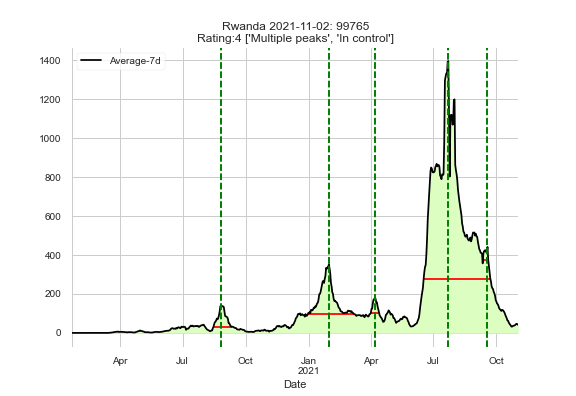 Rwanda 2021-11-02: 99765
Rating:4 ['Multiple peaks', 'In control']
Average-7d
1400
1200
1000
800
600
400
200
0
Apr Jul Oct Jan Apr Jul Oct
2021
Date